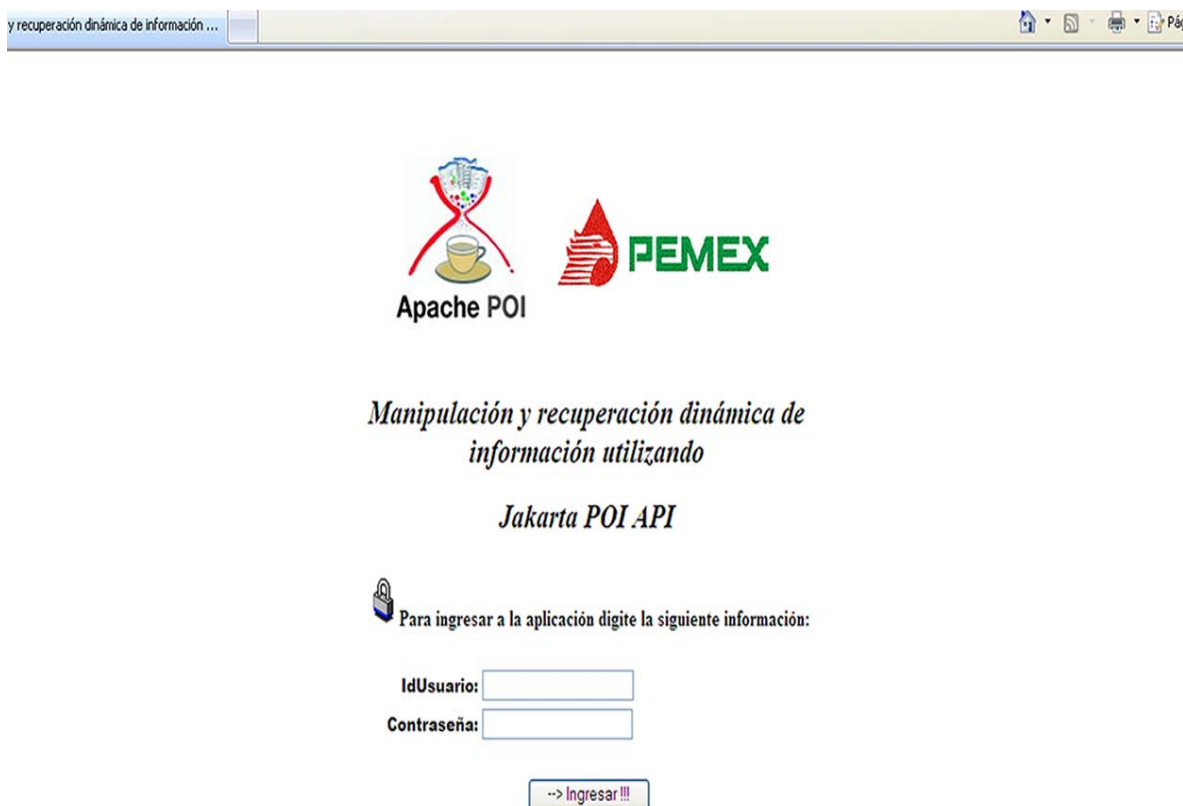 y recuperación dinámica de información ...
Pág
Apache POI
PEMEX
Manipulación y recuperación dinámica de
información utilizando
Jakarta POI API
Para ingresar a la aplicación digite la siguiente información:
IdUsuario:
Contraseña:
--> Ingresar !!!